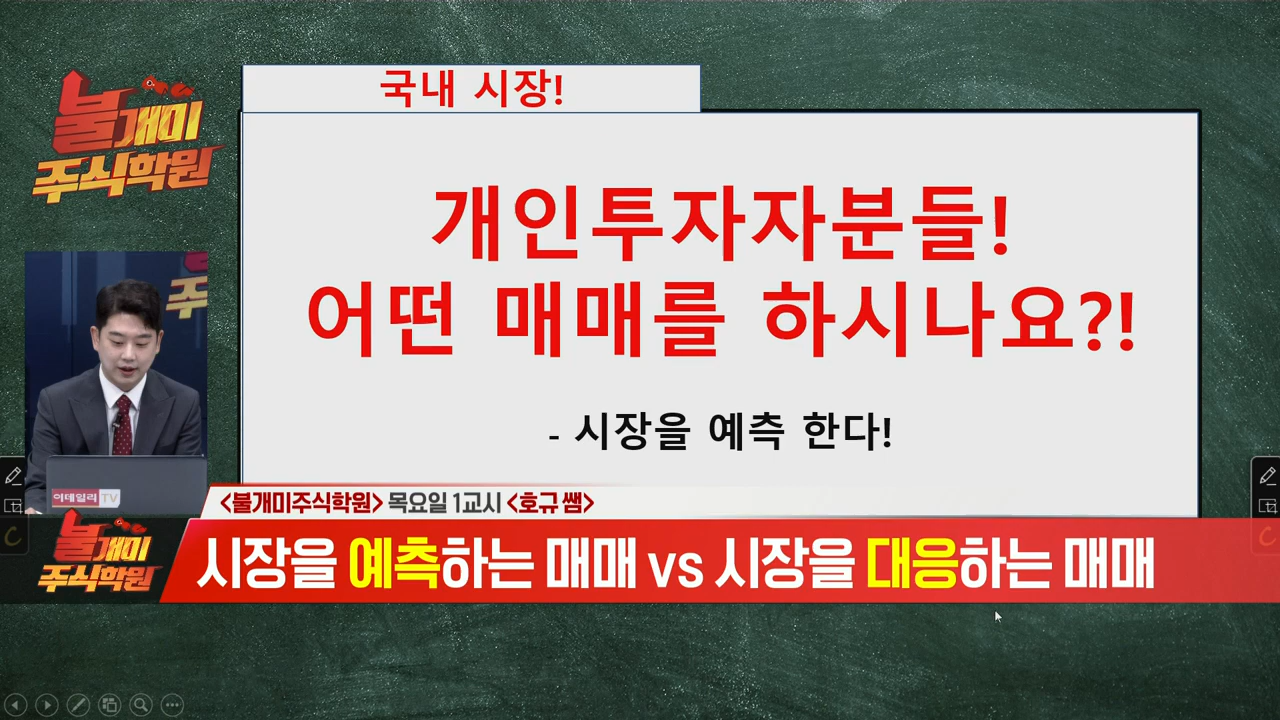 국내 시장!
불개미
주식학원
개인투자자분들!
어떤 매매를 하시나요?!
- 시장을 예측 한다!
주
이데일리 TV
<불개미주식학원> 목요일 1교시 <호규 쌤>
불개미
주식학원
시장을 예측하는 매매 vs 시장을 대응하는 매매